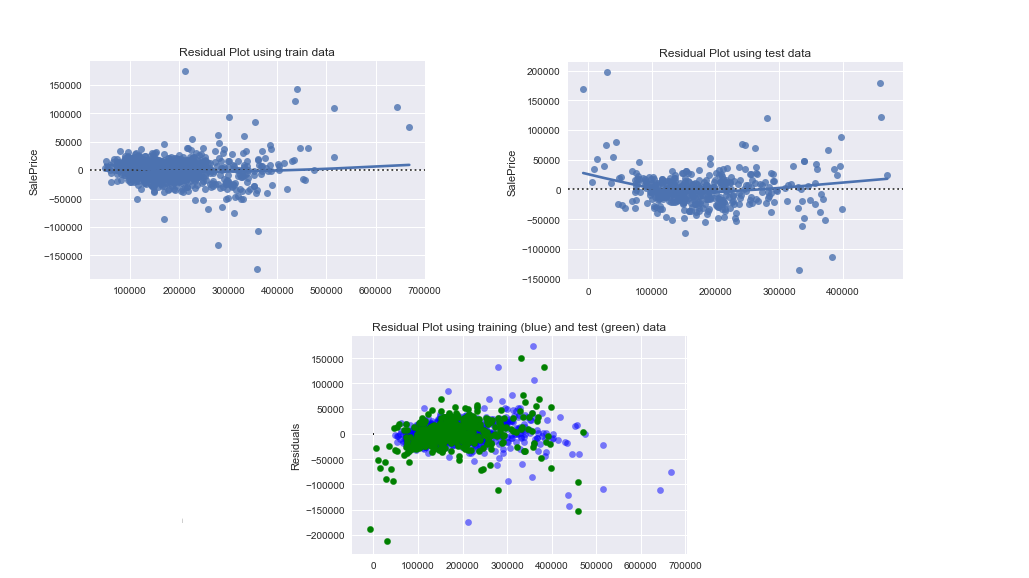 Residual Plot using train data
150000
100000
50000
0
−50000
−100000
−150000
SalePrice
100000 200000 300000 400000 500000 600000 700000
Residual Plot using test data
200000
150000
100000
50000
0
−50000
−100000
−150000
SalePrice
0 100000 200000 300000 400000
Residual Plot using training (blue) and test (green) data
150000
100000
50000
0
−50000
−100000
−150000
−200000
Residuals
0 100000 200000 300000 400000 500000 600000 700000